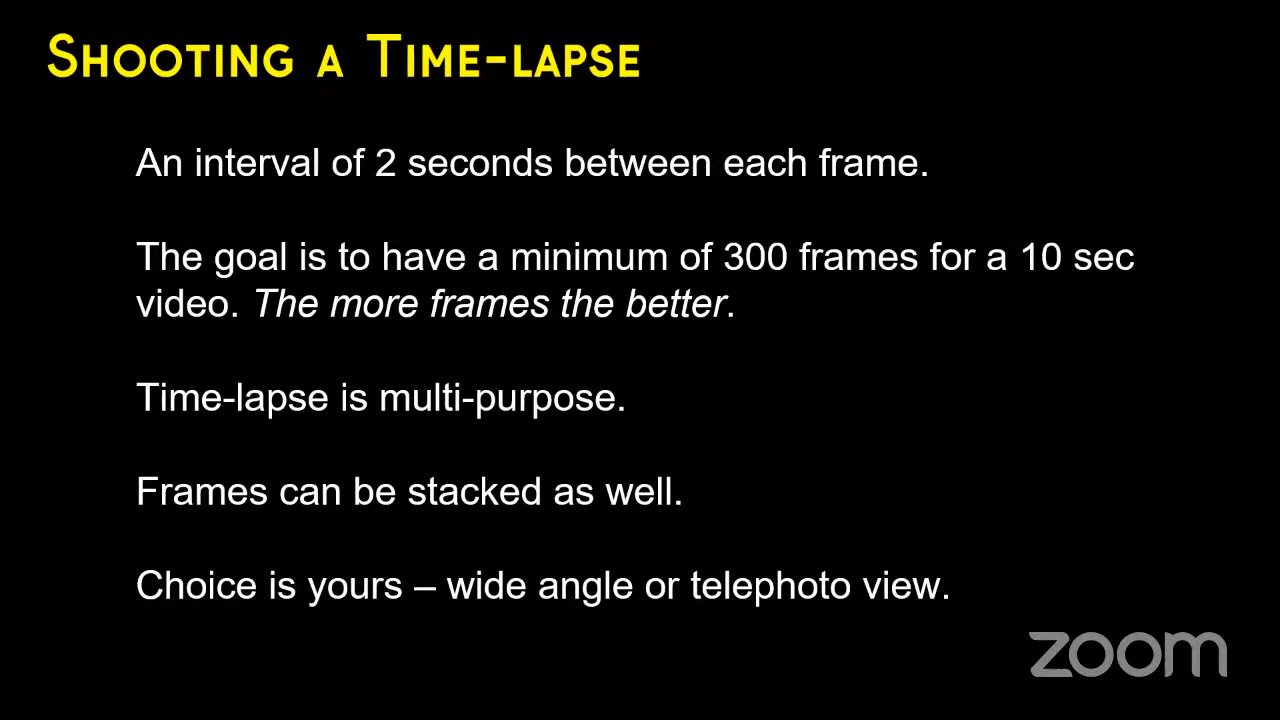 Shooting a Time-lapse
An interval of 2 seconds between each frame.
The goal is to have a minimum of 300 frames for a 10 sec
video. The more frames the better.
Time-lapse is multi-purpose.
Frames can be stacked as well.
Choice is yours – wide angle or telephoto view.
zoom